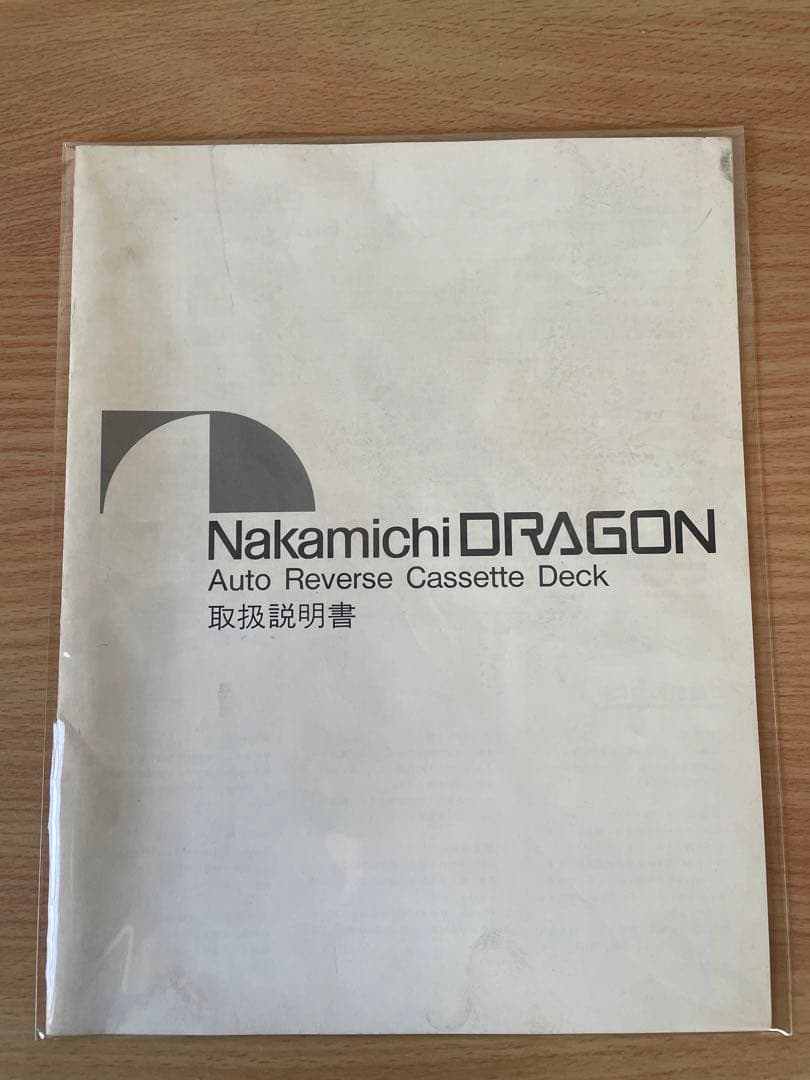 Nakamichi DRAGON
Auto Reverse Cassette Deck
取扱説明書